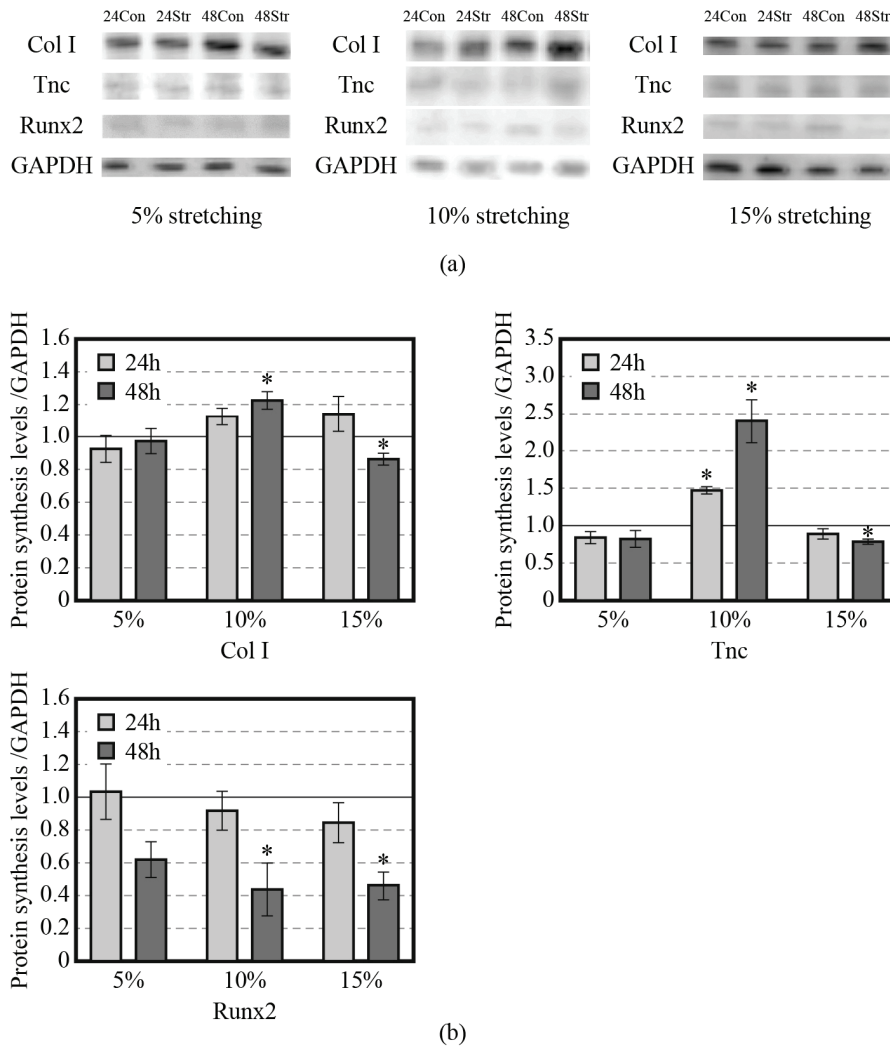 24Con 24Str 48Con 48Str
Col I
Tnc
Runx2
GAPDH
5% stretching
24Con 24Str 48Con 48Str
Col I
Tnc
Runx2
GAPDH
10% stretching
24Con 24Str 48Con 48Str
Col I
Tnc
Runx2
GAPDH
15% stretching
(a)
Protein synthesis levels /GAPDH
1.6
1.4
1.2
1.0
0.8
0.6
0.4
0.2
0
24h
48h
*
*
5% 10% 15%
Col I
Protein synthesis levels /GAPDH
3.5
3.0
2.5
2.0
1.5
1.0
0.5
0
24h
48h
*
*
*
5% 10% 15%
Tnc
Protein synthesis levels /GAPDH
1.6
1.4
1.2
1.0
0.8
0.6
0.4
0.2
0
24h
48h
*
*
5% 10% 15%
Runx2
(b)